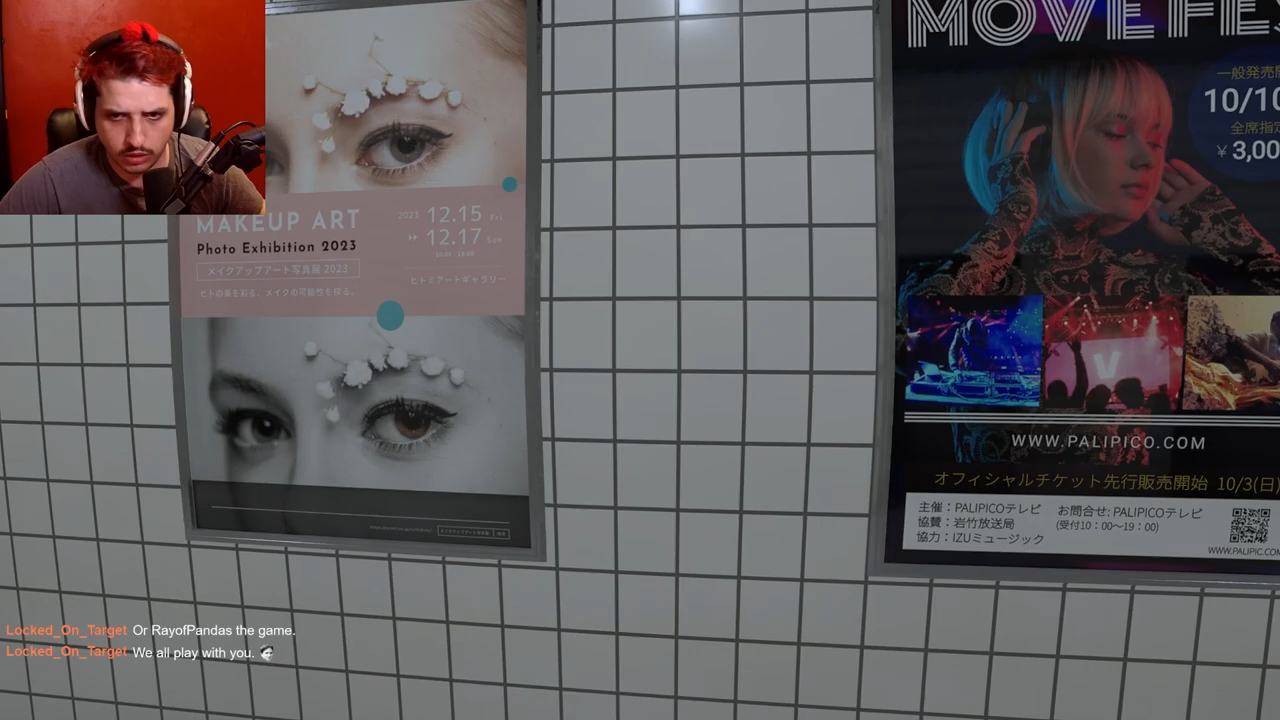 MAKEUP ART
Photo Exhibition 2023
メイクアップアート写真展 2023
ヒトの美を彩る、メイクの可能性を探る。
2023 12.15 Fri
12.17 Sun
10:00 - 18:00
ヒトミアートギャラリー
MOVE FES
一般発売開
10/10
全席指定
¥ 3,00
WWW.PALIPICO.COM
オフィシャルチケット先行販売開始 10/3(日)
主催：PALIPICOテレビ
協賛：岩竹放送局
協力：IZUミュージック
お問合せ: PALIPICOテレビ
(受付10：00〜19：00)
WWW.PALIPIC
Locked_On_Target Or RayofPandas the game.
Locked_On_Target We all play with you.